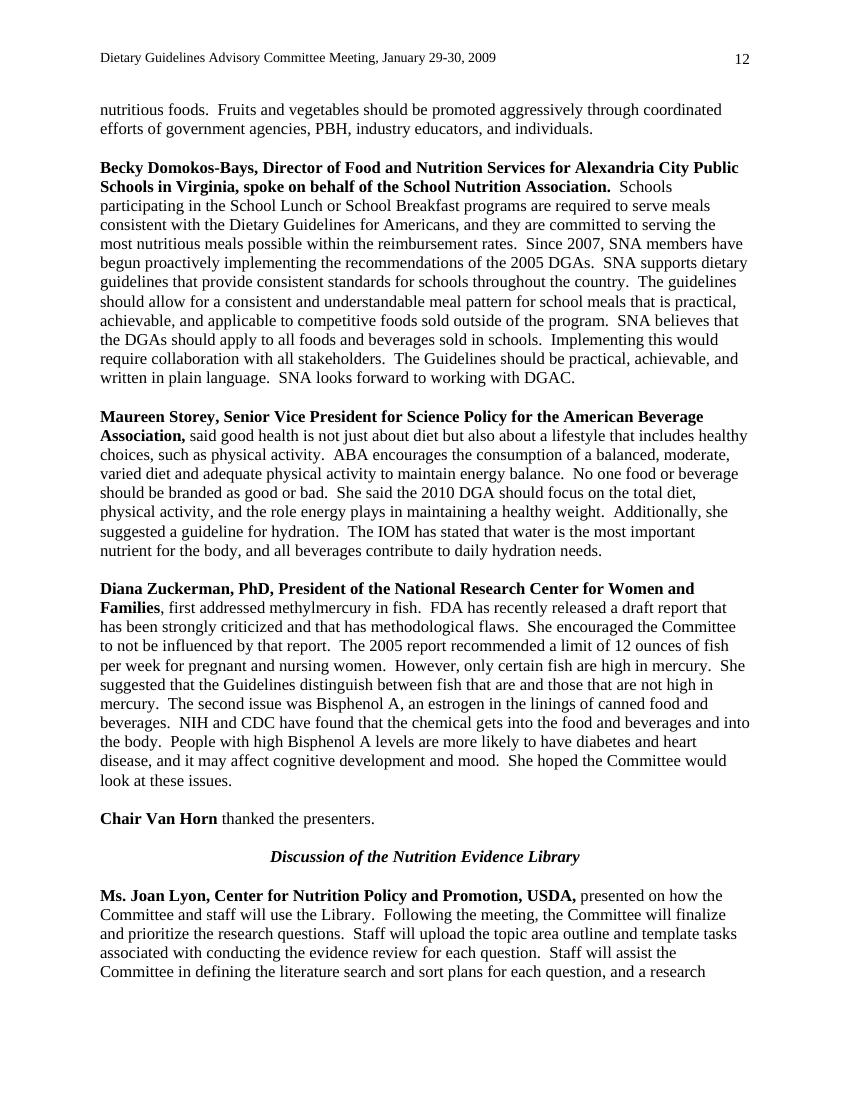 Dietary Guidelines Advisory Committee Meeting, January 29-30, 2009 12
nutritious foods.  Fruits and vegetables should be promoted aggressively through coordinated
efforts of government agencies, PBH, industry educators, and individuals.
Becky Domokos-Bays, Director of Food and Nutrition Services for Alexandria City Public
Schools in Virginia, spoke on behalf of the School Nutrition Association.  Schools
participating in the School Lunch or School Breakfast programs are required to serve meals
consistent with the Dietary Guidelines for Americans, and they are committed to serving the
most nutritious meals possible within the reimbursement rates.  Since 2007, SNA members have
begun proactively implementing the recommendations of the 2005 DGAs.  SNA supports dietary
guidelines that provide consistent standards for schools throughout the country.  The guidelines
should allow for a consistent and understandable meal pattern for school meals that is practical,
achievable, and applicable to competitive foods sold outside of the program.  SNA believes that
the DGAs should apply to all foods and beverages sold in schools.  Implementing this would
require collaboration with all stakeholders.  The Guidelines should be practical, achievable, and
written in plain language.  SNA looks forward to working with DGAC.
Maureen Storey, Senior Vice President for Science Policy for the American Beverage
Association, said good health is not just about diet but also about a lifestyle that includes healthy
choices, such as physical activity.  ABA encourages the consumption of a balanced, moderate,
varied diet and adequate physical activity to maintain energy balance.  No one food or beverage
should be branded as good or bad.  She said the 2010 DGA should focus on the total diet,
physical activity, and the role energy plays in maintaining a healthy weight.  Additionally, she
suggested a guideline for hydration.  The IOM has stated that water is the most important
nutrient for the body, and all beverages contribute to daily hydration needs.
Diana Zuckerman, PhD, President of the National Research Center for Women and
Families, first addressed methylmercury in fish.  FDA has recently released a draft report that
has been strongly criticized and that has methodological flaws.  She encouraged the Committee
to not be influenced by that report.  The 2005 report recommended a limit of 12 ounces of fish
per week for pregnant and nursing women.  However, only certain fish are high in mercury.  She
suggested that the Guidelines distinguish between fish that are and those that are not high in
mercury.  The second issue was Bisphenol A, an estrogen in the linings of canned food and
beverages.  NIH and CDC have found that the chemical gets into the food and beverages and into
the body.  People with high Bisphenol A levels are more likely to have diabetes and heart
disease, and it may affect cognitive development and mood.  She hoped the Committee would
look at these issues.
Chair Van Horn thanked the presenters.
Discussion of the Nutrition Evidence Library
Ms. Joan Lyon, Center for Nutrition Policy and Promotion, USDA, presented on how the
Committee and staff will use the Library.  Following the meeting, the Committee will finalize
and prioritize the research questions.  Staff will upload the topic area outline and template tasks
associated with conducting the evidence review for each question.  Staff will assist the
Committee in defining the literature search and sort plans for each question, and a research